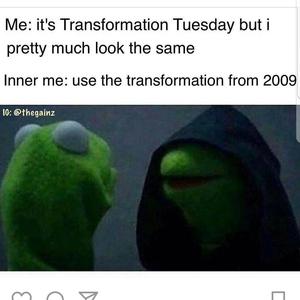 Me: it's Transformation Tuesday but i
pretty much look the same
Inner me: use the transformation from 2009
IG: @thegainz